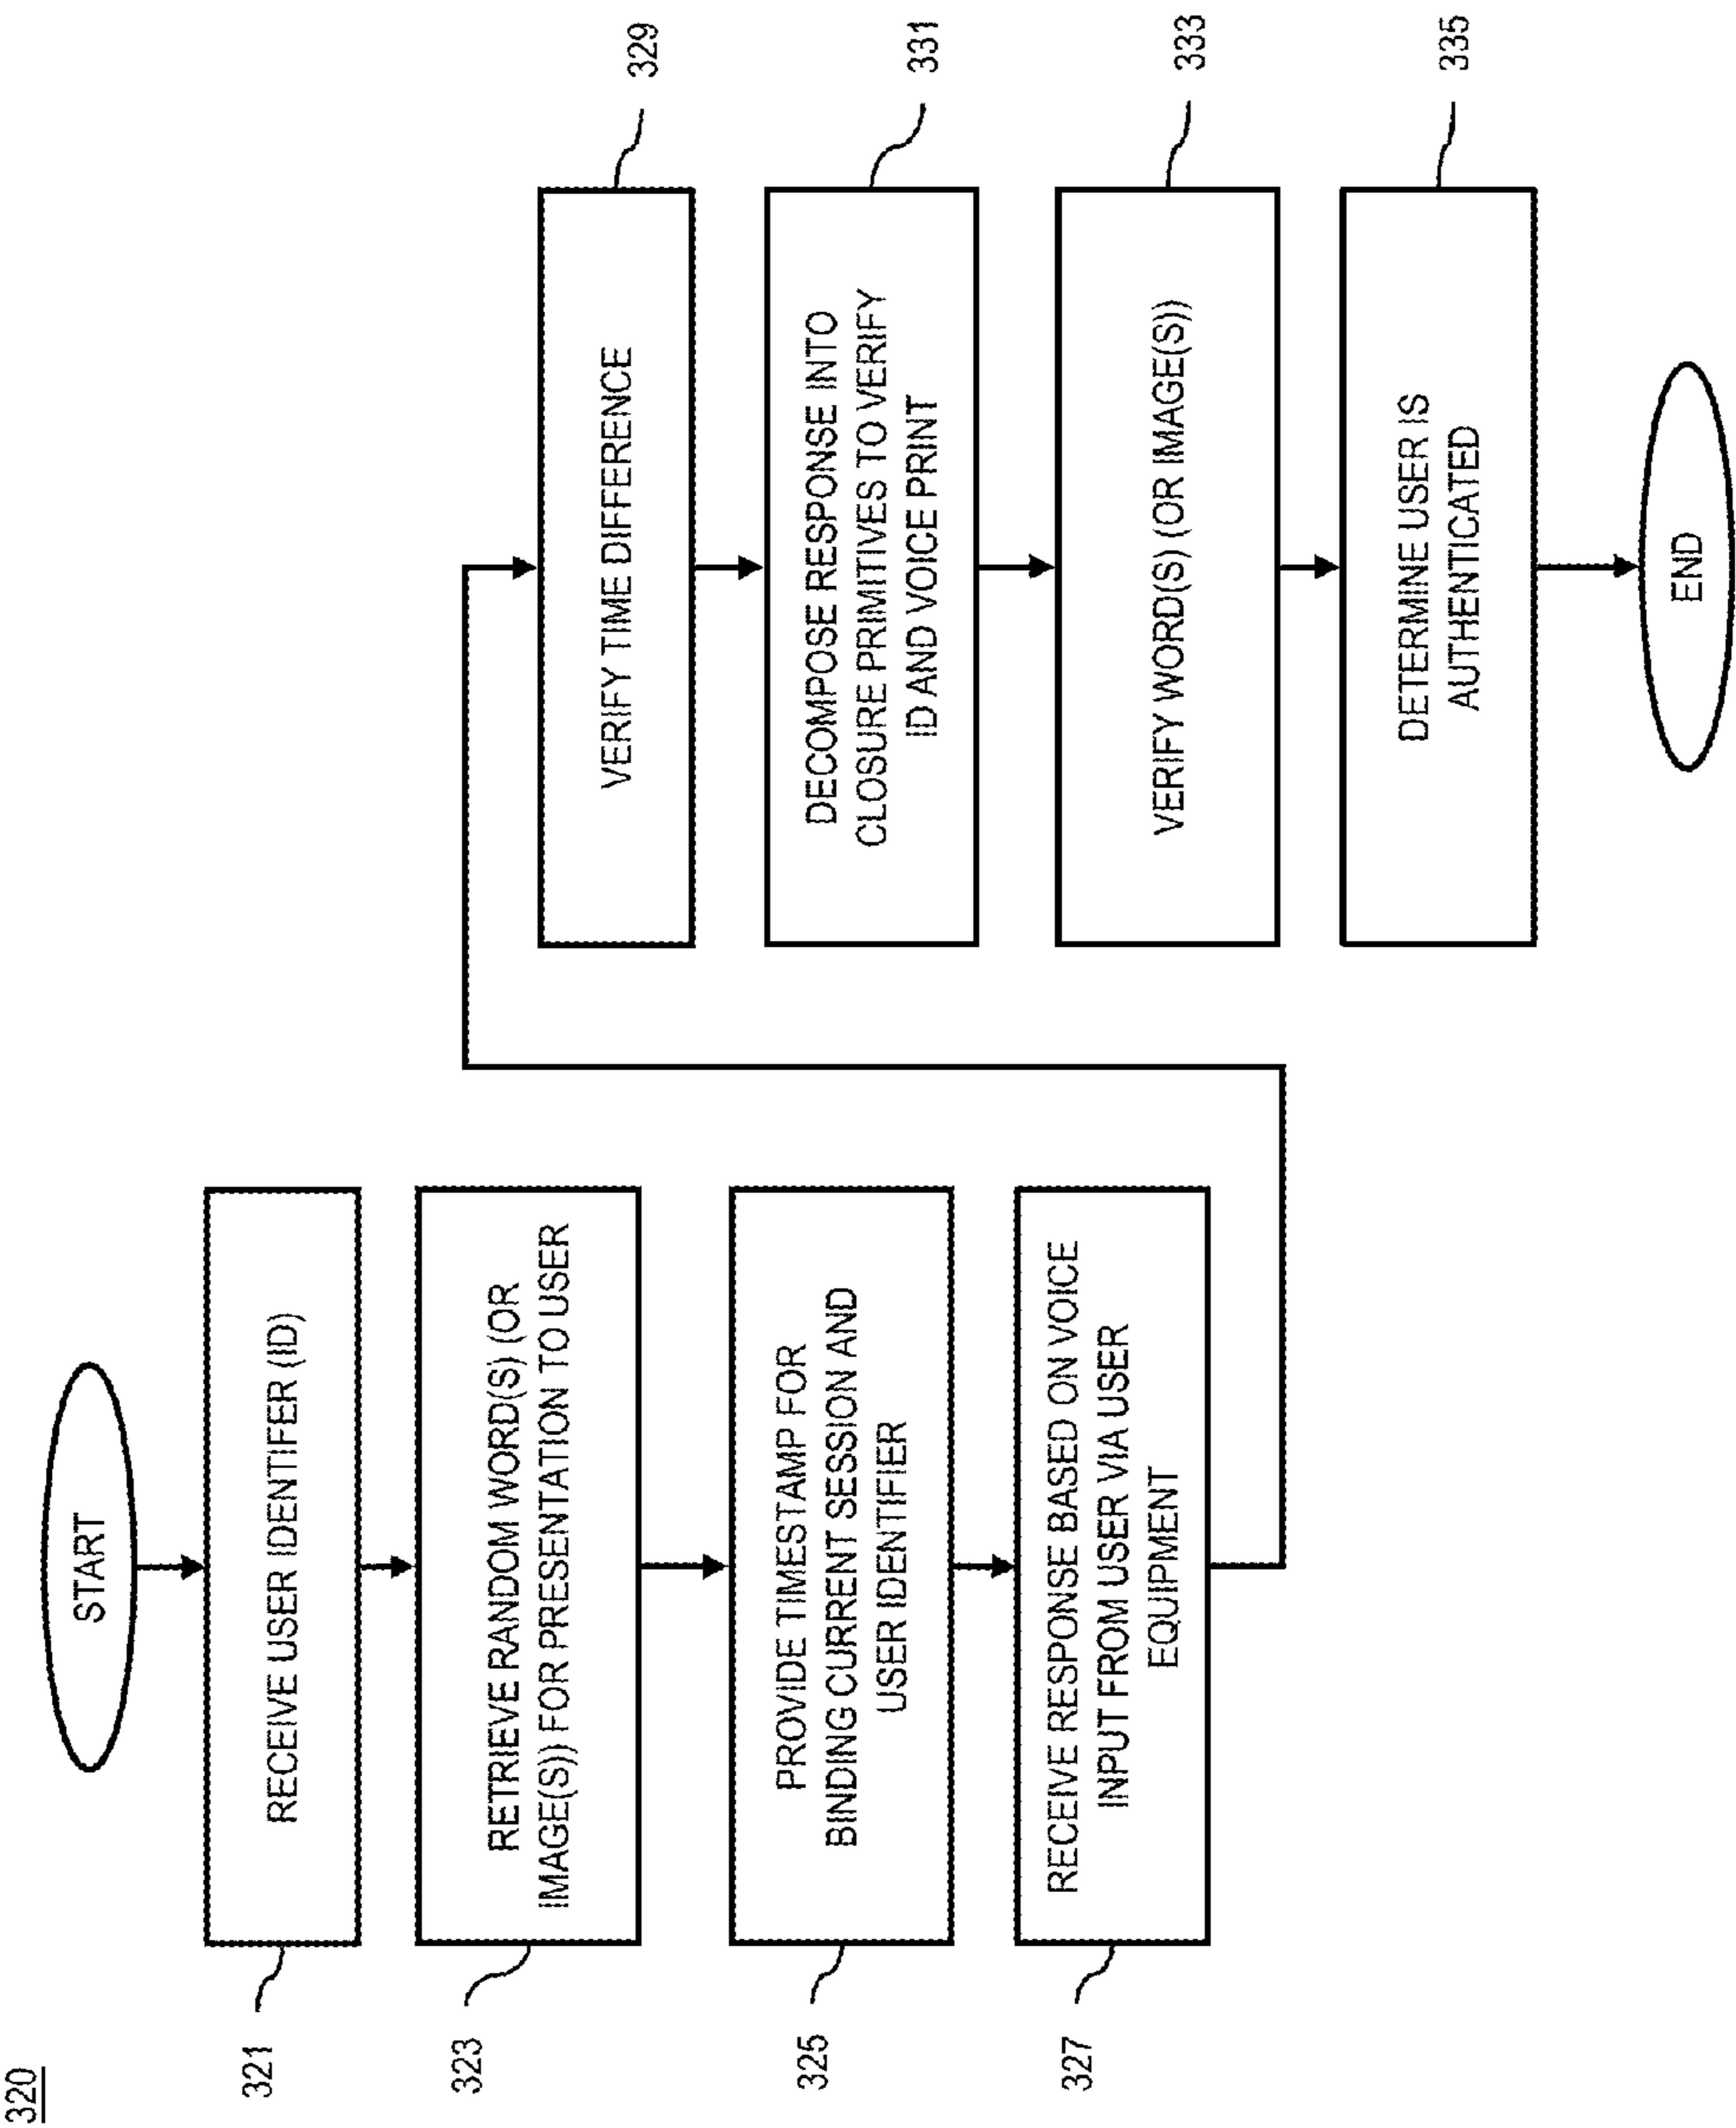 320
START
321
RECEIVE USER IDENTIFER (ID)
323
RETRIEVE RANDOM WORD(S) (OR
IMAGE(S)) FOR PRESENTATION TO USER
325
PROVIDE TIMESTAMP FOR
BINDING CURRENT SESSION AND
USER IDENTIFIER
327
RECEIVE RESPONSE BASED ON VOICE
INPUT FROM USER VIA USER
EQUIPMENT
VERIFY TIME DIFFERENCE
329
DECOMPOSE RESPONSE INTO
CLOSURE PRIMITIVES TO VERIFY
ID AND VOICE PRINT
331
VERIFY WORD(S) (OR IMAGE(S))
333
DETERMINE USER IS
AUTHENTICATED
335
END